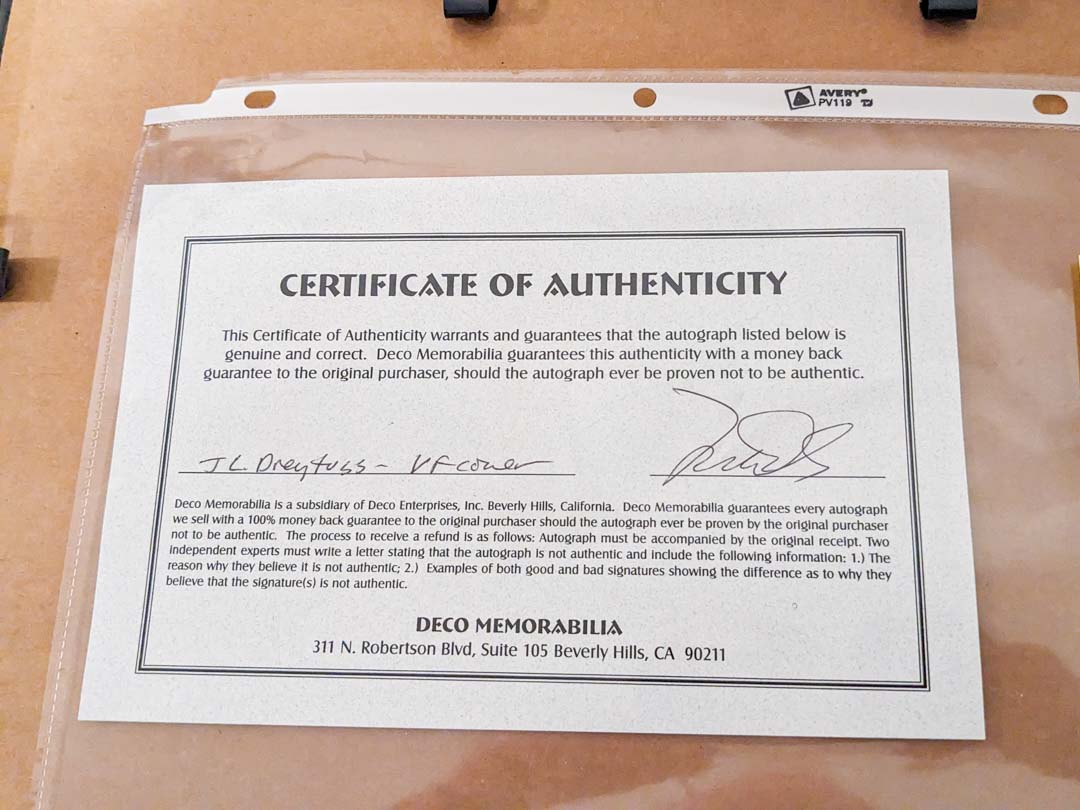 AVERY®
PV119
CERTIFICATE OF AUTHENTICITY
This Certificate of Authenticity warrants and guarantees that the autograph listed below is
genuine and correct. Deco Memorabilia guarantees this authenticity with a money back
guarantee to the original purchaser, should the autograph ever be proven not to be authentic.
J L. Dreyfuss - VF cover
Deco Memorabilia is a subsidiary of Deco Enterprises, Inc. Beverly Hills, California. Deco Memorabilia guarantees every autograph
we sell with a 100% money back guarantee to the original purchaser should the autograph ever be proven by the original purchaser
not to be authentic. The process to receive a refund is as follows: Autograph must be accompanied by the original receipt. Two
independent experts must write a letter stating that the autograph is not authentic and include the following information: 1.) The
reason why they believe it is not authentic; 2.) Examples of both good and bad signatures showing the difference as to why they
believe that the signature(s) is not authentic.
DECO MEMORABILIA
311 N. Robertson Blvd, Suite 105 Beverly Hills, CA 90211